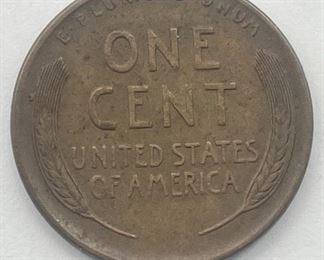 E·PLURIBUS·UNUM
ONE
CENT
UNITED STATES
OF AMERICA